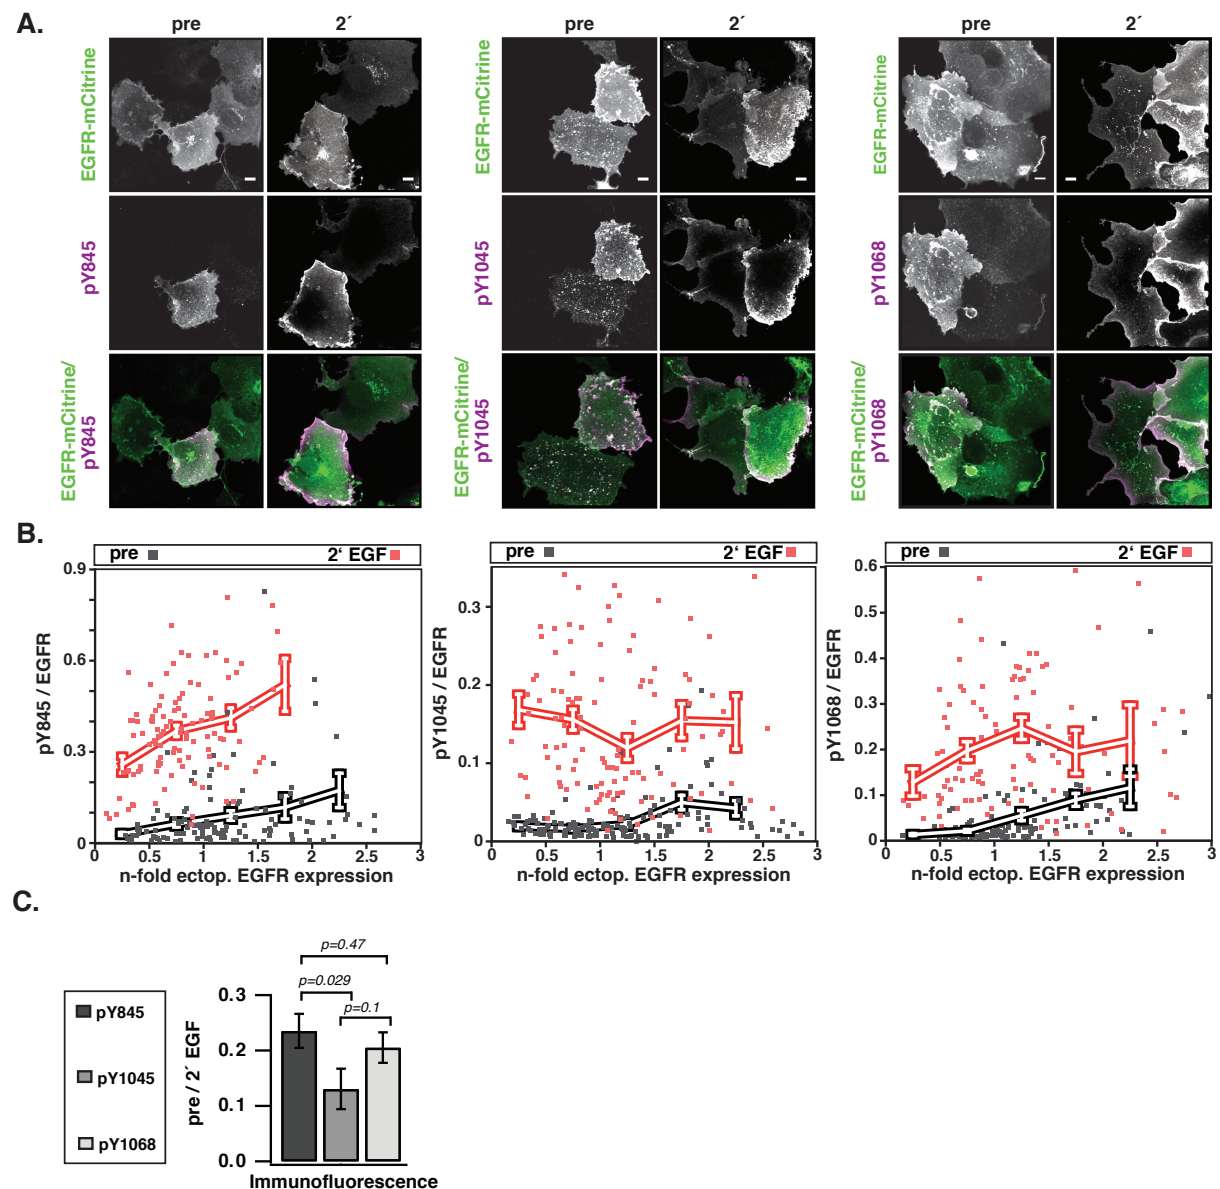 A.
pre 2´ pre 2´ pre 2´
EGFR-mCitrine EGFR-mCitrine EGFR-mCitrine
pY845 pY1045 pY1068
EGFR-mCitrine/ EGFR-mCitrine/ EGFR-mCitrine/
pY845 pY1045 pY1068
B.
pre 2‘ EGF pre 2‘ EGF pre 2‘ EGF
pY845 / EGFR
0.9
0.6
0.3
0
0 0.5 1 1.5 2 2.5 3
n-fold ectop. EGFR expression
pY1045 / EGFR
0.3
0.2
0.1
0
0 0.5 1 1.5 2 2.5 3
n-fold ectop. EGFR expression
pY1068 / EGFR
0.6
0.5
0.4
0.3
0.2
0.1
0
0 0.5 1 1.5 2 2.5 3
n-fold ectop. EGFR expression
C.
pY845
pY1045
pY1068
pre / 2´ EGF
0.3
0.2
0.1
0.0
p=0.47
p=0.029
p=0.1
Immunofluorescence